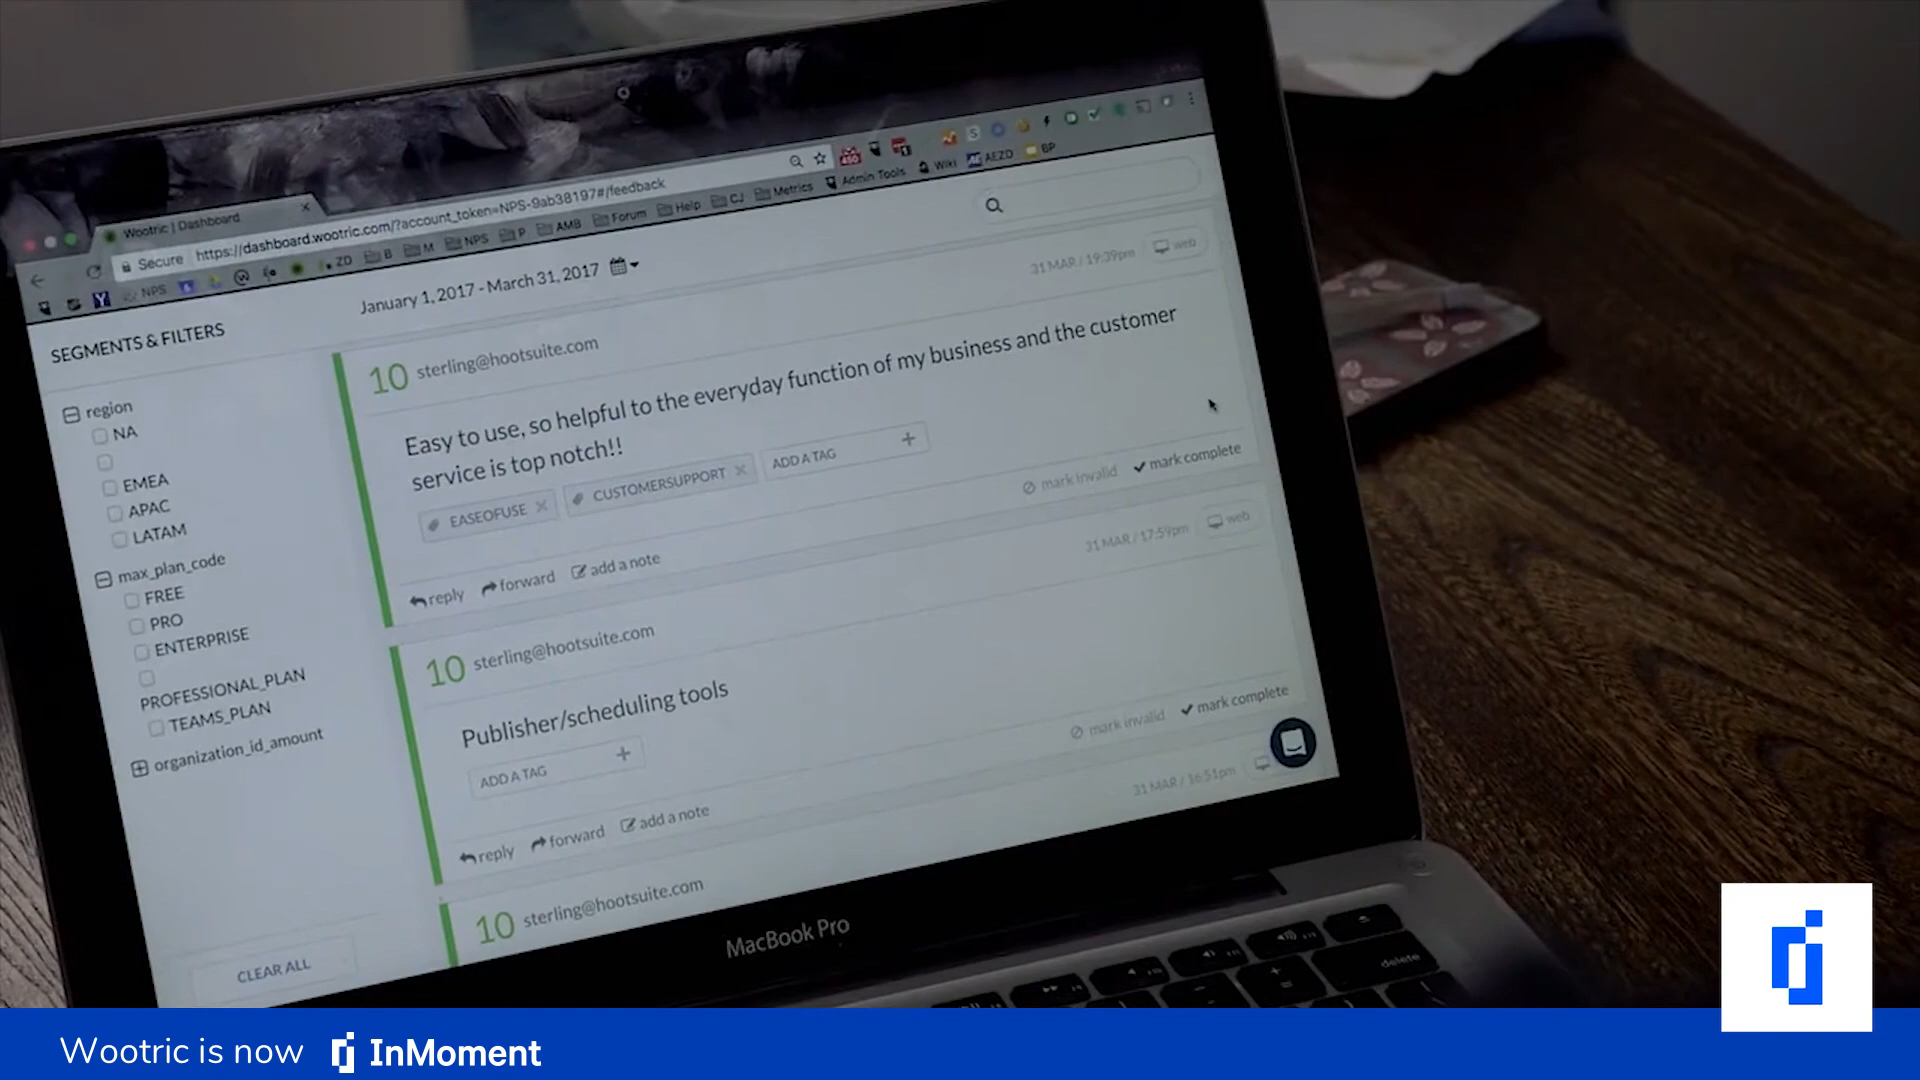 Wootric | Dashboard
Secure https://dashboard.wootric.com/?account_token=NPS-9ab38197#/feedback
NPS ZD B M NPS P AMB Forum Help CJ Metrics Admin Tools Wiki AEZD BP
SEGMENTS & FILTERS
region
NA
EMEA
APAC
LATAM
max_plan_code
FREE
PRO
ENTERPRISE
PROFESSIONAL_PLAN
TEAMS_PLAN
organization_id_amount
CLEAR ALL
January 1, 2017 - March 31, 2017
31 MAR / 19:39pm web
10 sterling@hootsuite.com
Easy to use, so helpful to the everyday function of my business and the customer
service is top notch!!
EASEOFUSE CUSTOMERSUPPORT ADD A TAG +
mark invalid mark complete
reply forward add a note
31 MAR / 17:59pm web
10 sterling@hootsuite.com
Publisher/scheduling tools
ADD A TAG +
mark invalid mark complete
reply forward add a note
31 MAR / 16:51pm
10 sterling@hootsuite.com
MacBook Pro
delete
Wootric is now InMoment